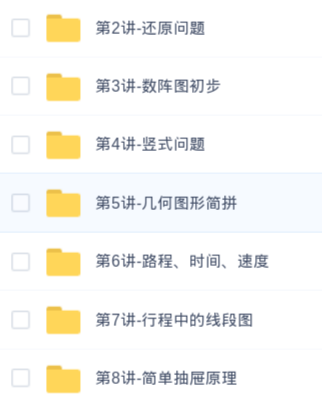 第2讲-还原问题
第3讲-数阵图初步
第4讲-竖式问题
第5讲-几何图形简拼
第6讲-路程、时间、速度
第7讲-行程中的线段图
第8讲-简单抽屉原理